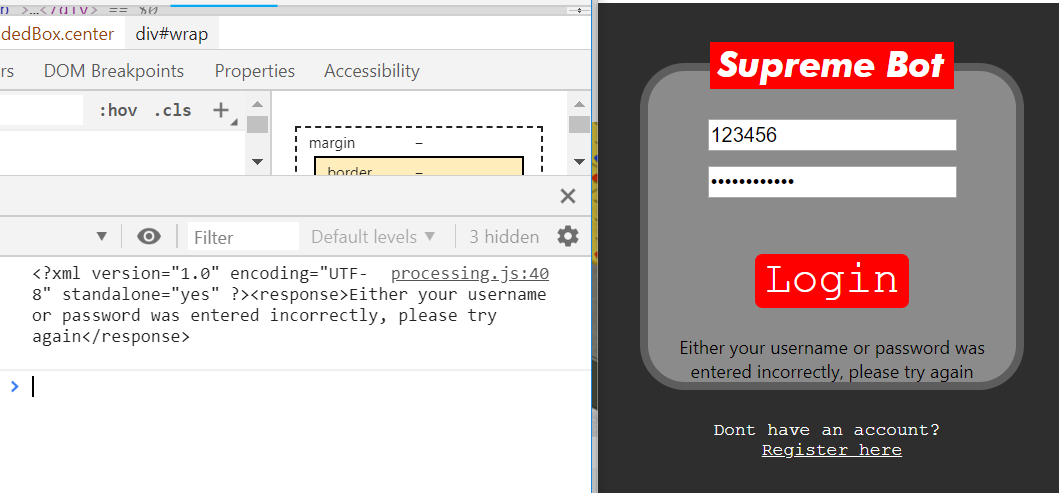 …</div> == $0
dedBox.center div#wrap
rs DOM Breakpoints Properties Accessibility
:hov .cls +
margin –
border –
Filter Default levels ▼ 3 hidden
<?xml version="1.0" encoding="UTF- processing.js:40
8" standalone="yes" ?><response>Either your username
or password was entered incorrectly, please try
again</response>
>
Supreme Bot
123456
••••••••••••
Login
Either your username or password was
entered incorrectly, please try again
Dont have an account?
Register here